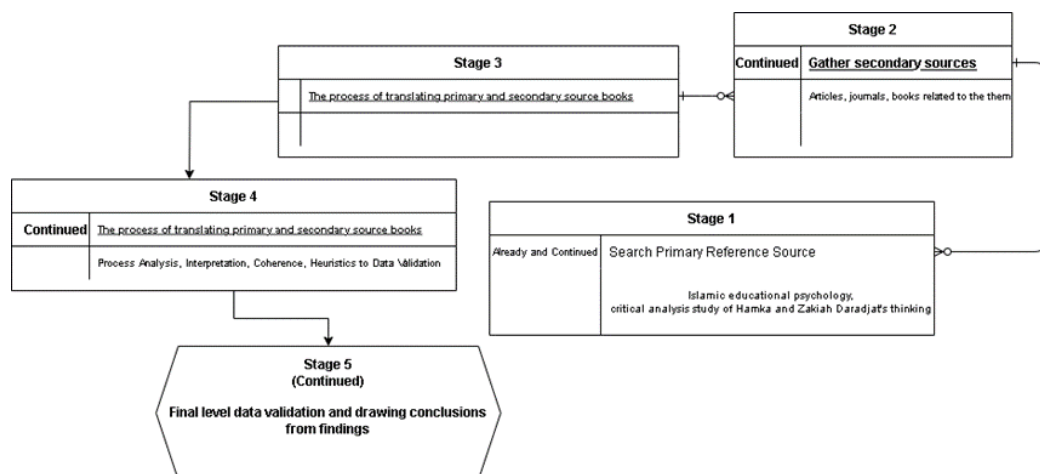 Stage 2
Continued
Gather secondary sources
Articles, journals, books related to the them
Stage 3
The process of translating primary and secondary source books
Stage 4
Continued
The process of translating primary and secondary source books
Process Analysis, Interpretation, Coherence, Heuristics to Data Validation
Stage 1
Already and Continued
Search Primary Reference Source
Islamic educational psychology,
critical analysis study of Hamka and Zakiah Daradjat's thinking
Stage 5
(Continued)
Final level data validation and drawing conclusions
from findings